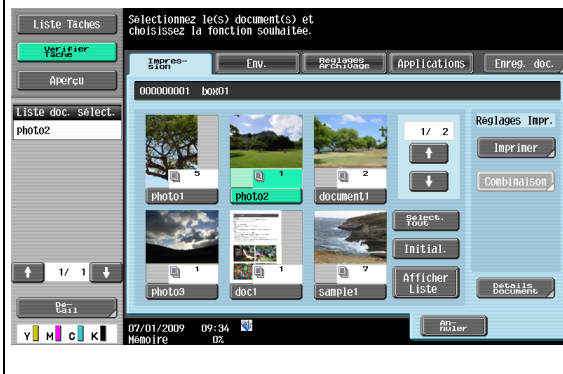 Liste Tâches
Sélectionnez le(s) document(s) et
choisissez la fonction souhaitée.
Vérifier
Tâche
Aperçu
Impres-
sion
Env.
Réglages
Archivage
Applications
Enreg. doc.
000000001 box01
Liste doc. sélect.
photo2
5
photo1
1
photo2
2
document1
1/ 2
Réglages Impr.
Imprimer
Combinaison
1
photo3
1
doc1
7
sample1
Sélect.
Tout
Initial.
Afficher
Liste
Détails
Document
1/ 1
Dé-
tail
Y M C K
07/01/2009 09:34
Mémoire 0%
An-
nuler